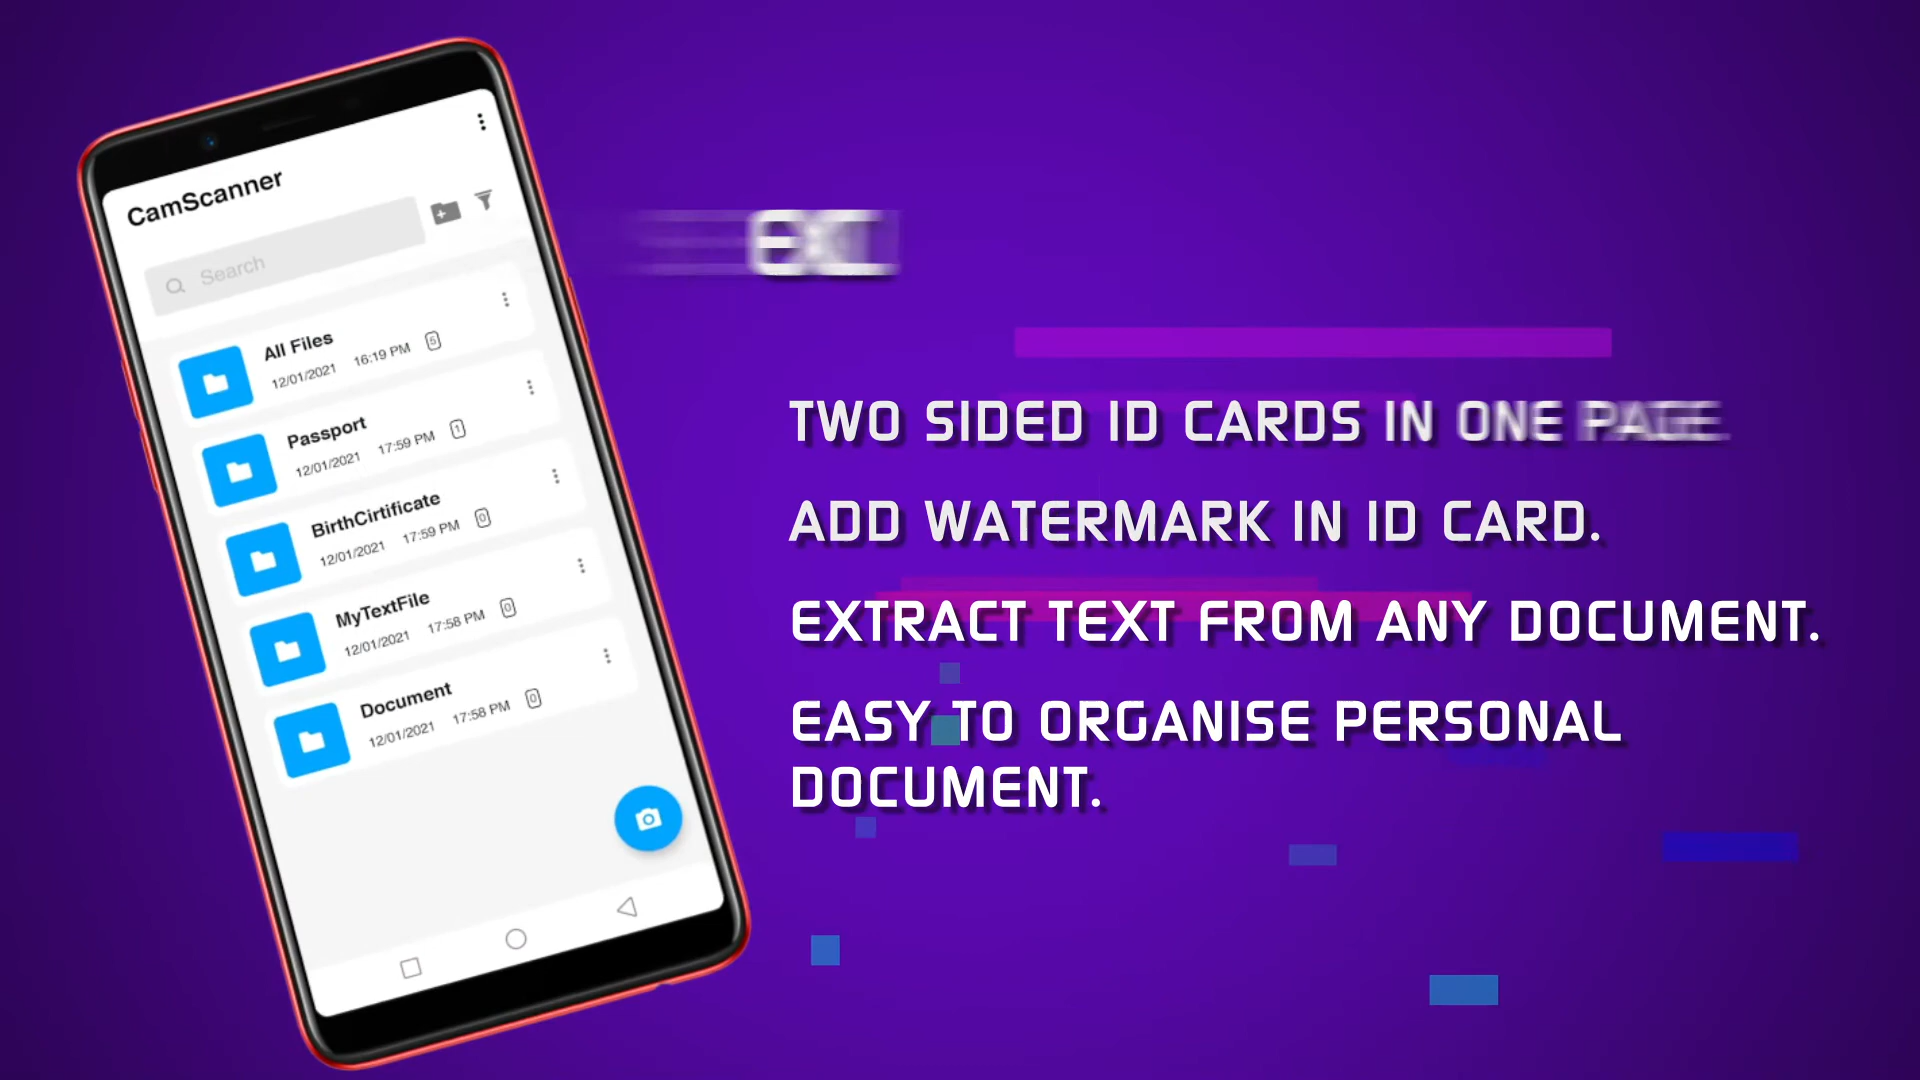 CamScanner
Search
All Files
12/01/2021 16:19 PM 5
Passport
12/01/2021 17:59 PM 1
BirthCirtificate
12/01/2021 17:59 PM 0
MyTextFile
12/01/2021 17:58 PM 0
Document
12/01/2021 17:58 PM 0
TWO SIDED ID CARDS IN ONE PAGE.
ADD WATERMARK IN ID CARD.
EXTRACT TEXT FROM ANY DOCUMENT.
EASY TO ORGANISE PERSONAL
DOCUMENT.